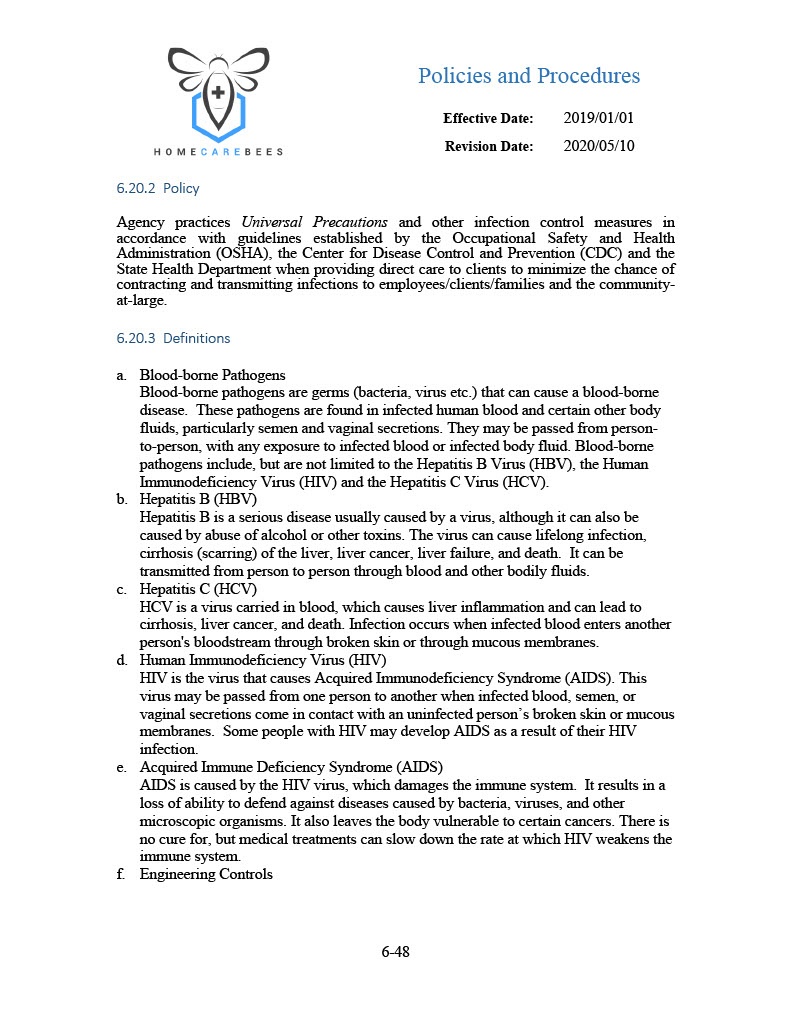 Policies and Procedures
Effective Date: 2019/01/01
Revision Date: 2020/05/10
HOMECAREBEES
6.20.2 Policy
Agency practices Universal Precautions and other infection control measures in
accordance with guidelines established by the Occupational Safety and Health
Administration (OSHA), the Center for Disease Control and Prevention (CDC) and the
State Health Department when providing direct care to clients to minimize the chance of
contracting and transmitting infections to employees/clients/families and the community-
at-large.
6.20.3 Definitions
a. Blood-borne Pathogens
Blood-borne pathogens are germs (bacteria, virus etc.) that can cause a blood-borne
disease. These pathogens are found in infected human blood and certain other body
fluids, particularly semen and vaginal secretions. They may be passed from person-
to-person, with any exposure to infected blood or infected body fluid. Blood-borne
pathogens include, but are not limited to the Hepatitis B Virus (HBV), the Human
Immunodeficiency Virus (HIV) and the Hepatitis C Virus (HCV).
b. Hepatitis B (HBV)
Hepatitis B is a serious disease usually caused by a virus, although it can also be
caused by abuse of alcohol or other toxins. The virus can cause lifelong infection,
cirrhosis (scarring) of the liver, liver cancer, liver failure, and death. It can be
transmitted from person to person through blood and other bodily fluids.
c. Hepatitis C (HCV)
HCV is a virus carried in blood, which causes liver inflammation and can lead to
cirrhosis, liver cancer, and death. Infection occurs when infected blood enters another
person's bloodstream through broken skin or through mucous membranes.
d. Human Immunodeficiency Virus (HIV)
HIV is the virus that causes Acquired Immunodeficiency Syndrome (AIDS). This
virus may be passed from one person to another when infected blood, semen, or
vaginal secretions come in contact with an uninfected person’s broken skin or mucous
membranes. Some people with HIV may develop AIDS as a result of their HIV
infection.
e. Acquired Immune Deficiency Syndrome (AIDS)
AIDS is caused by the HIV virus, which damages the immune system. It results in a
loss of ability to defend against diseases caused by bacteria, viruses, and other
microscopic organisms. It also leaves the body vulnerable to certain cancers. There is
no cure for, but medical treatments can slow down the rate at which HIV weakens the
immune system.
f. Engineering Controls
6-48